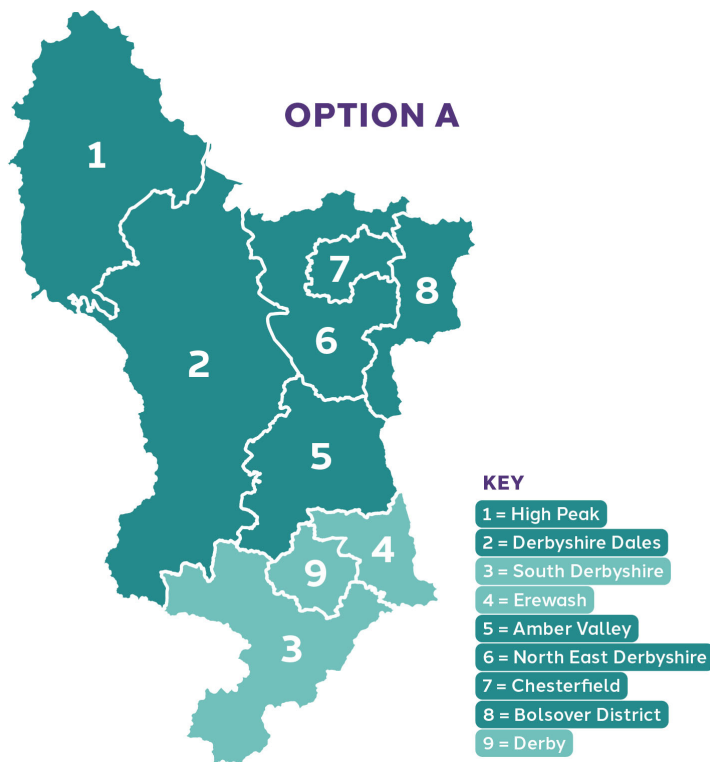 OPTION A
1
7
8
6
2
5
4
9
3
KEY
1 = High Peak
2 = Derbyshire Dales
3 = South Derbyshire
4 = Erewash
5 = Amber Valley
6 = North East Derbyshire
7 = Chesterfield
8 = Bolsover District
9 = Derby